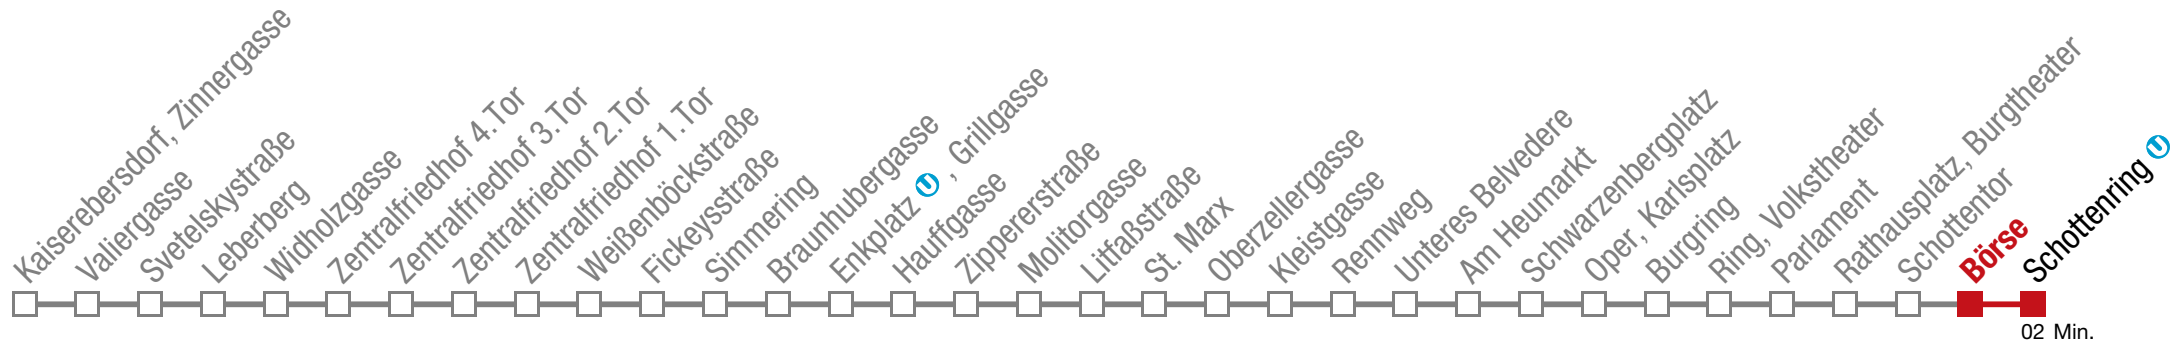 Kaiserebersdorf, Zinnergasse
Valiergasse
Svetelskystraße
Leberberg
Widholzgasse
Zentralfriedhof 4.Tor
Zentralfriedhof 3.Tor
Zentralfriedhof 2.Tor
Zentralfriedhof 1.Tor
Weißenböckstraße
Fickeysstraße
Simmering
Braunhubergasse
Enkplatz U, Grillgasse
Hauffgasse
Zippererstraße
Molitorgasse
Litfaßstraße
St. Marx
Oberzellergasse
Kleistgasse
Rennweg
Unteres Belvedere
Am Heumarkt
Schwarzenbergplatz
Oper, Karlsplatz
Burgring
Ring, Volkstheater
Parlament
Rathausplatz, Burgtheater
Schottentor
Börse
Schottenring U
02 Min.